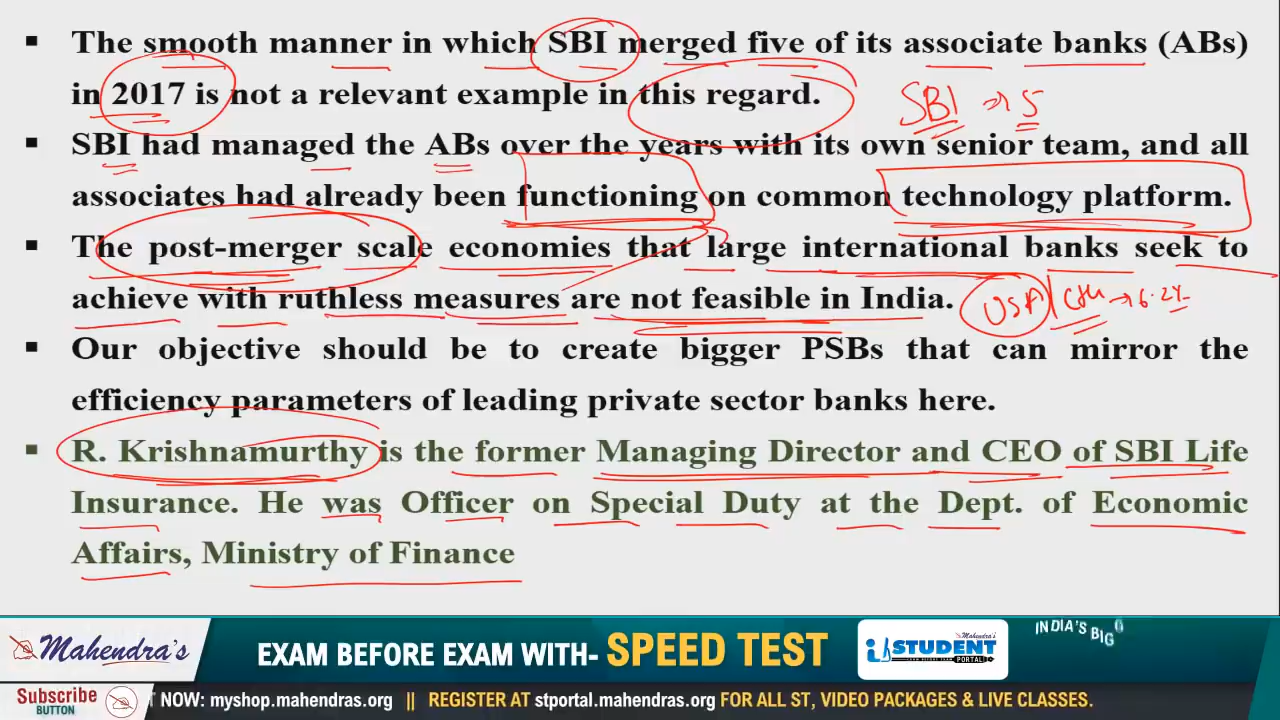 ▪ The smooth manner in which SBI merged five of its associate banks (ABs)
in 2017 is not a relevant example in this regard.
SBI → 5
▪ SBI had managed the ABs over the years with its own senior team, and all
associates had already been functioning on common technology platform.
▪ The post-merger scale economies that large international banks seek to
achieve with ruthless measures are not feasible in India.
USA | → 6.2%
▪ Our objective should be to create bigger PSBs that can mirror the
efficiency parameters of leading private sector banks here.
▪ R. Krishnamurthy is the former Managing Director and CEO of SBI Life
Insurance. He was Officer on Special Duty at the Dept. of Economic
Affairs, Ministry of Finance
Mahendra's
EXAM BEFORE EXAM WITH- SPEED TEST
Mahendra's
STUDENT
PORTAL
INDIA'S BIG
Subscribe
BUTTON
T NOW: myshop.mahendras.org || REGISTER AT stportal.mahendras.org FOR ALL ST, VIDEO PACKAGES & LIVE CLASSES.